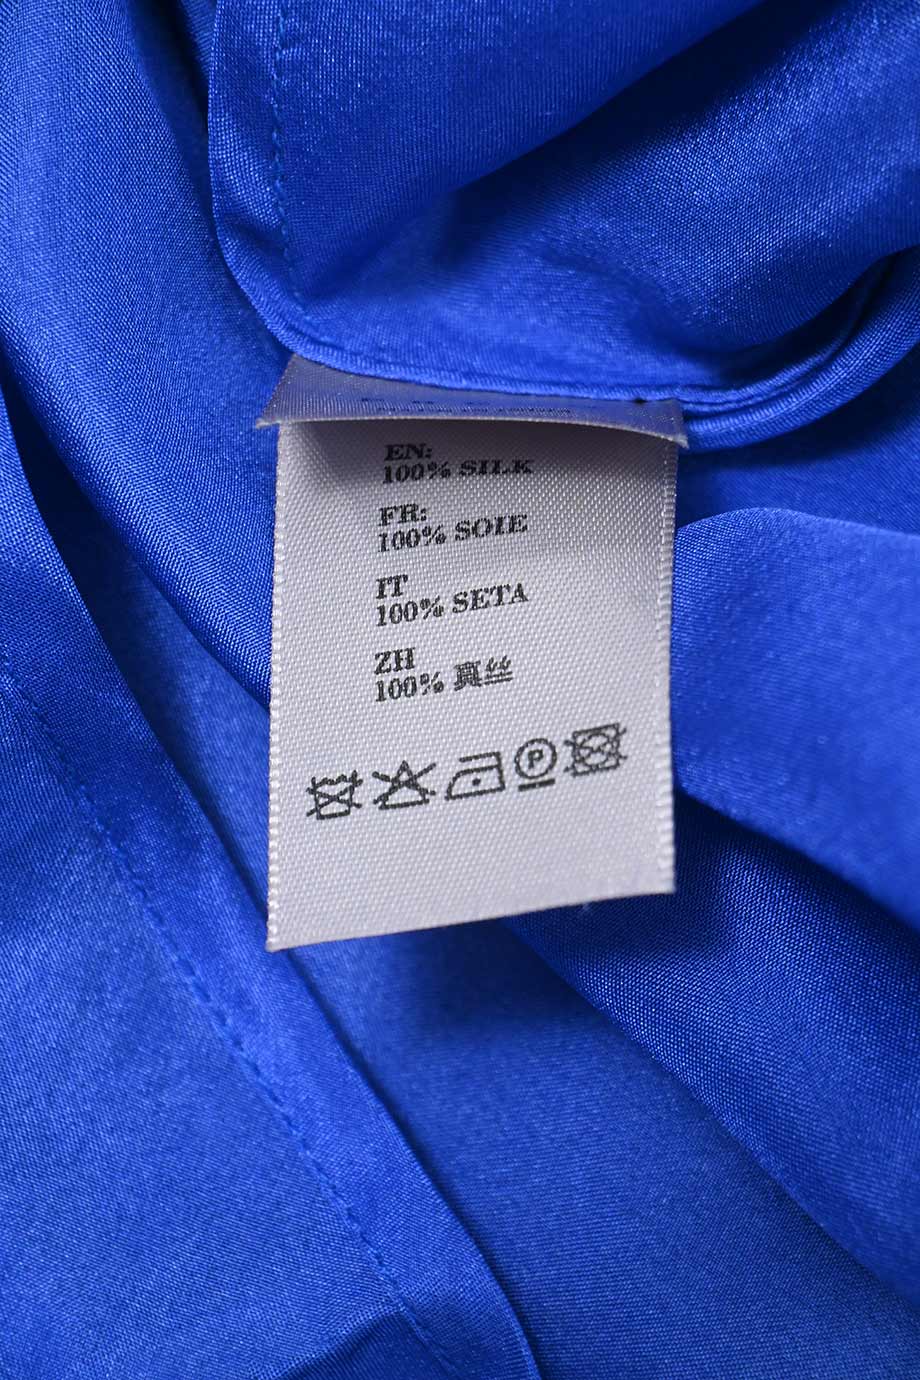 EN:
100% SILK
FR:
100% SOIE
IT
100% SETA
ZH
100% 真丝
P